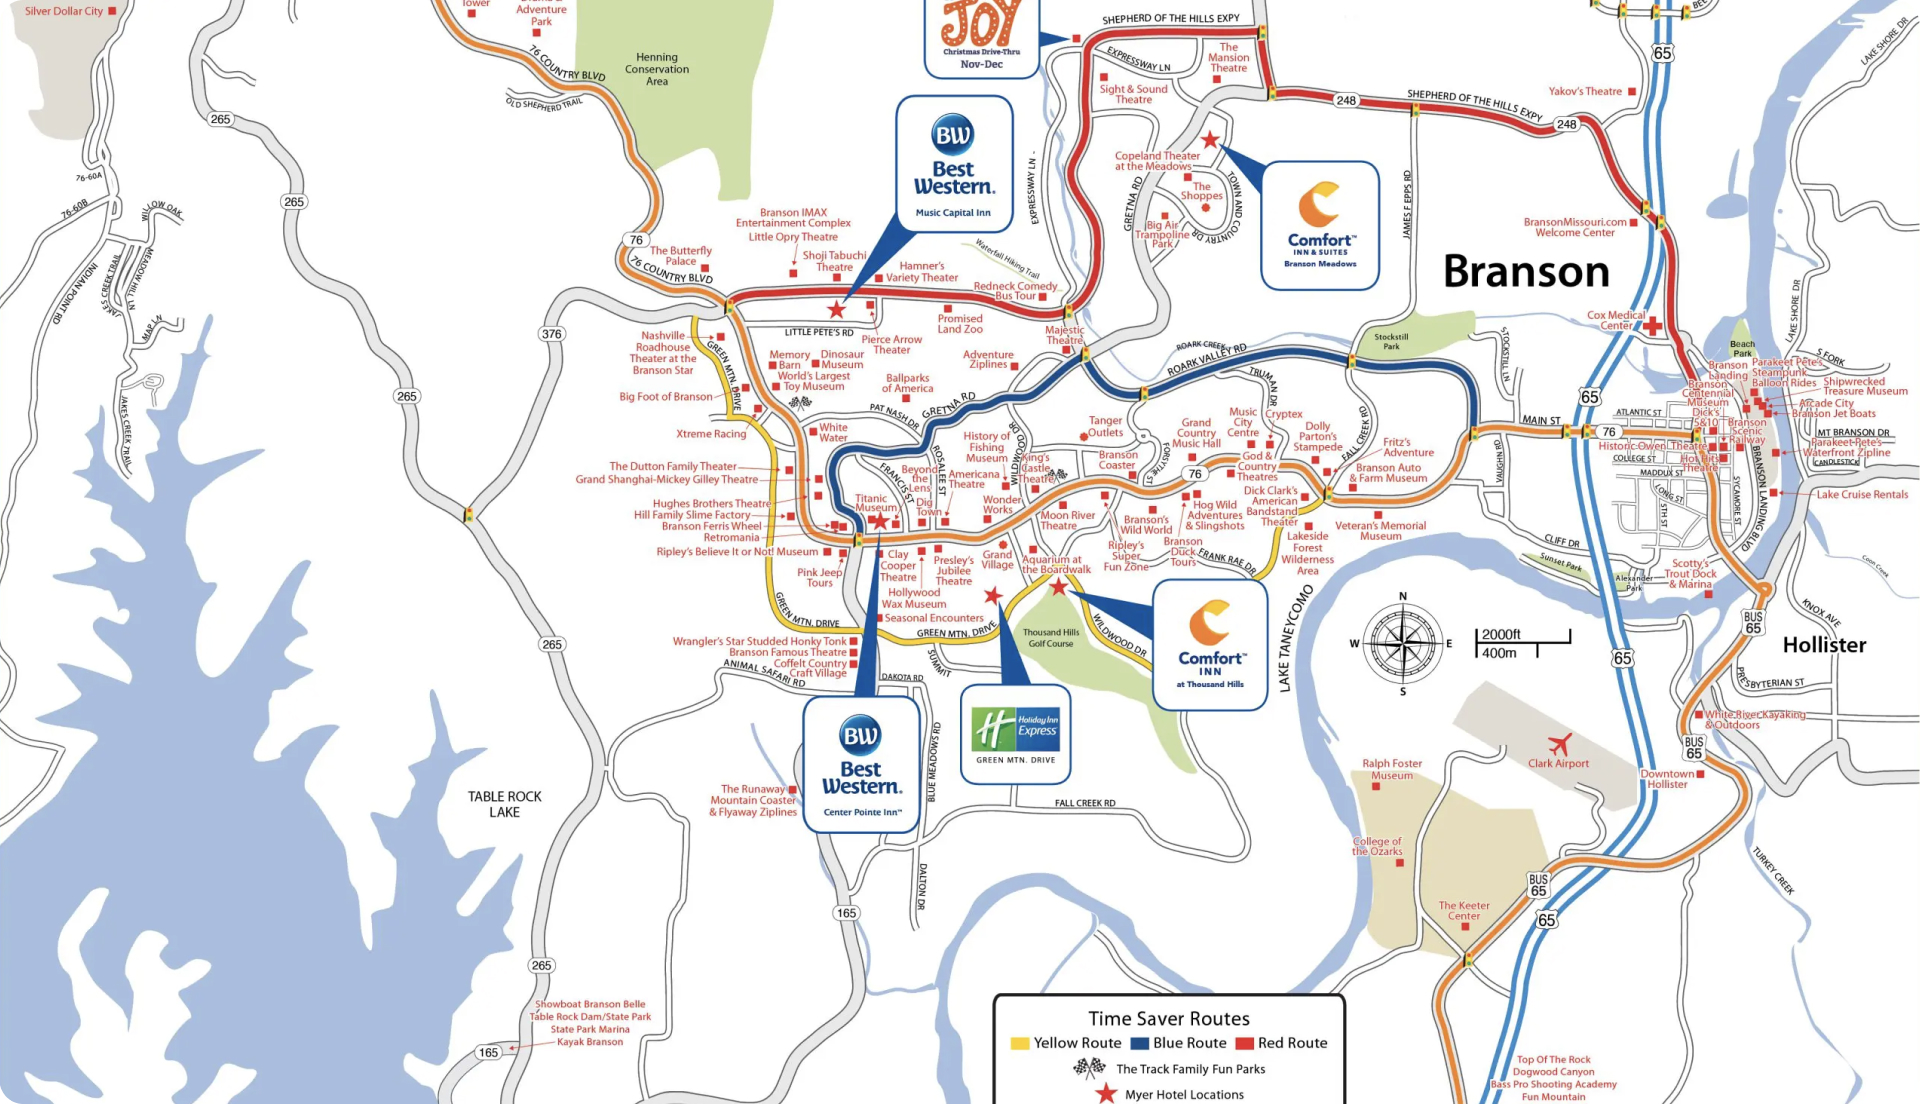 Silver Dollar City
Tower
Adventure
Park
76 COUNTRY BLVD
OLD SHEPHERD TRAIL
Henning
Conservation
Area
JOY
Christmas Drive-Thru
Nov-Dec
SHEPHERD OF THE HILLS EXPY
EXPRESSWAY LN
The
Mansion
Theatre
Sight & Sound
Theatre
248
SHEPHERD OF THE HILLS EXPY
248
Yakov's Theatre
65
LAKE SHORE DR
265
265
76-60A
76-60B
WILLOW OAK
MEADOW HILL LN
JAKES CREEK TRAIL
INDIAN POINT RD
MAP LN
JAKES CREEK TRAIL
BW
Best
Western®
Music Capital Inn
EXPRESSWAY LN
Copeland Theater
at the Meadows
The
Shoppes
GRETNA RD
TOWN AND COUNTRY DR
Big Air
Trampoline
Park
Comfort™
INN & SUITES
Branson Meadows
JAMES F EPPS RD
BransonMissouri.com
Welcome Center
Branson
76
The Butterfly
Palace
76 COUNTRY BLVD
Branson IMAX
Entertainment Complex
Little Opry Theatre
Shoji Tabuchi
Theatre
Hamner's
Variety Theater
Waterfall Hiking Trail
Redneck Comedy
Bus Tour
Promised
Land Zoo
LITTLE PETE'S RD
Pierce Arrow
Theater
Majestic
Theatre
Cox Medical
Center
LAKE SHORE DR
376
265
Nashville
Roadhouse
Theater at the
Branson Star
GREEN MTN. DRIVE
Memory
Barn
Dinosaur
Museum
World's Largest
Toy Museum
Ballparks
of America
Adventure
Ziplines
ROARK CREEK
ROARK VALLEY RD
Stockstill
Park
STOCKSTILL LN
Beach
Park
S FORK
Big Foot of Branson
Xtreme Racing
White
Water
PAT NASH DR
GRETNA RD
TRUMAN DR
FALL CREEK RD
65
Branson
Landing
Parakeet Pete's
Steampunk
Balloon Rides
Shipwrecked
Treasure Museum
Branson
Centennial
Museum
Arcade City
Branson Jet Boats
Dick's
5&10
Branson
Scenic
Railway
MT BRANSON DR
Parakeet Pete's
Waterfront Zipline
CANDLESTICK
ATLANTIC ST
MAIN ST
76
Historic Owen Theatre
Hot Hits
Theatre
COLLEGE ST
MADDUX ST
LONG ST
5TH ST
SYCAMORE ST
BRANSON LANDING BLVD
Lake Cruise Rentals
The Dutton Family Theater
Grand Shanghai-Mickey Gilley Theatre
Hughes Brothers Theatre
Hill Family Slime Factory
Branson Ferris Wheel
Retromania
Ripley's Believe It or Not! Museum
Pink Jeep
Tours
Titanic
Museum
FRANCIS ST
Beyond
the
Lens
ROSALEE ST
Dig
Town
Americana
Theatre
History of
Fishing
Museum
WILDWOOD DR
King's
Castle
Theatre
Wonder
Works
Tanger
Outlets
Branson
Coaster
FORSYTHE ST
Grand
Country
Music Hall
Music
City
Centre
Cryptex
God &
Country
Theatres
Dolly
Parton's
Stampede
Fritz's
Adventure
Branson Auto
& Farm Museum
VAUGHN RD
76
Dick Clark's
American
Bandstand
Theater
Hog Wild
Adventures
& Slingshots
Moon River
Theatre
Branson's
Wild World
Ripley's
Super
Fun Zone
Branson
Duck
Tours
FRANK RAE DR
Lakeside
Forest
Wilderness
Area
Veteran's Memorial
Museum
CLIFF DR
Sunset Park
Alexander
Park
Scotty's
Trout Dock
& Marina
Coon Creek
KNOX AVE
Clay
Cooper
Theatre
Presley's
Jubilee
Theatre
Grand
Village
Aquarium at
the Boardwalk
Hollywood
Wax Museum
Seasonal Encounters
GREEN MTN. DRIVE
GREEN MTN. DRIVE
Wrangler's Star Studded Honky Tonk
Branson Famous Theatre
Coffelt Country
Craft Village
ANIMAL SAFARI RD
DAKOTA RD
SUMMIT
Thousand Hills
Golf Course
WILDWOOD DR
Comfort™
INN
at Thousand Hills
LAKE TANEYCOMO
N
W
E
S
2000ft
400m
BUS
65
Hollister
PRESBYTERIAN ST
265
65
White River Kayaking
& Outdoors
BUS
65
Clark Airport
Downtown
Hollister
Ralph Foster
Museum
College of
the Ozarks
The Keeter
Center
BUS
65
65
TURKEY CREEK
TABLE ROCK
LAKE
The Runaway
Mountain Coaster
& Flyaway Ziplines
BW
Best
Western®
Center Pointe Inn™
BLUE MEADOWS RD
Holiday Inn
Express
GREEN MTN. DRIVE
FALL CREEK RD
DALTON DR
165
265
Showboat Branson Belle
Table Rock Dam/State Park
State Park Marina
Kayak Branson
165
Time Saver Routes
Yellow Route Blue Route Red Route
The Track Family Fun Parks
Myer Hotel Locations
Top Of The Rock
Dogwood Canyon
Bass Pro Shooting Academy
Fun Mountain